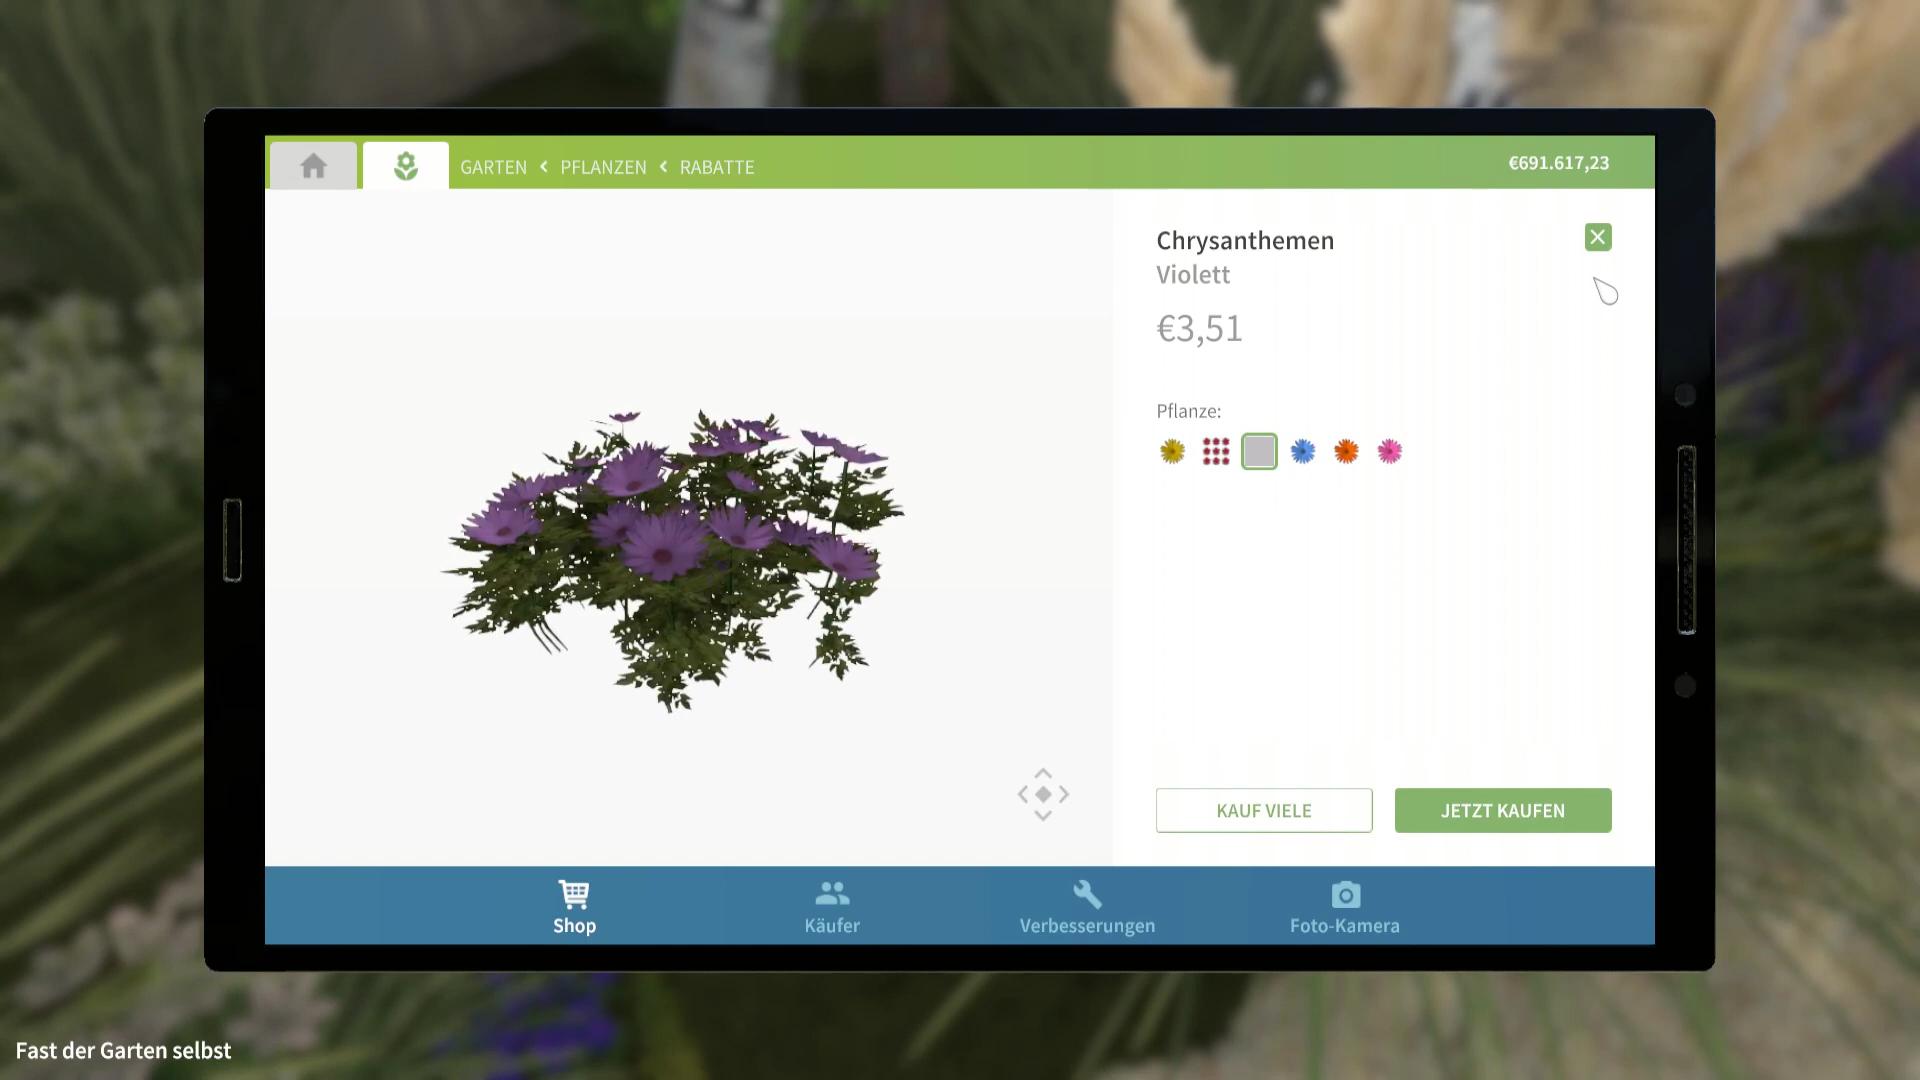 GARTEN < PFLANZEN < RABATTE
€691.617,23
Chrysanthemen
Violett
€3,51
Pflanze:
KAUF VIELE
JETZT KAUFEN
Shop
Käufer
Verbesserungen
Foto-Kamera
Fast der Garten selbst